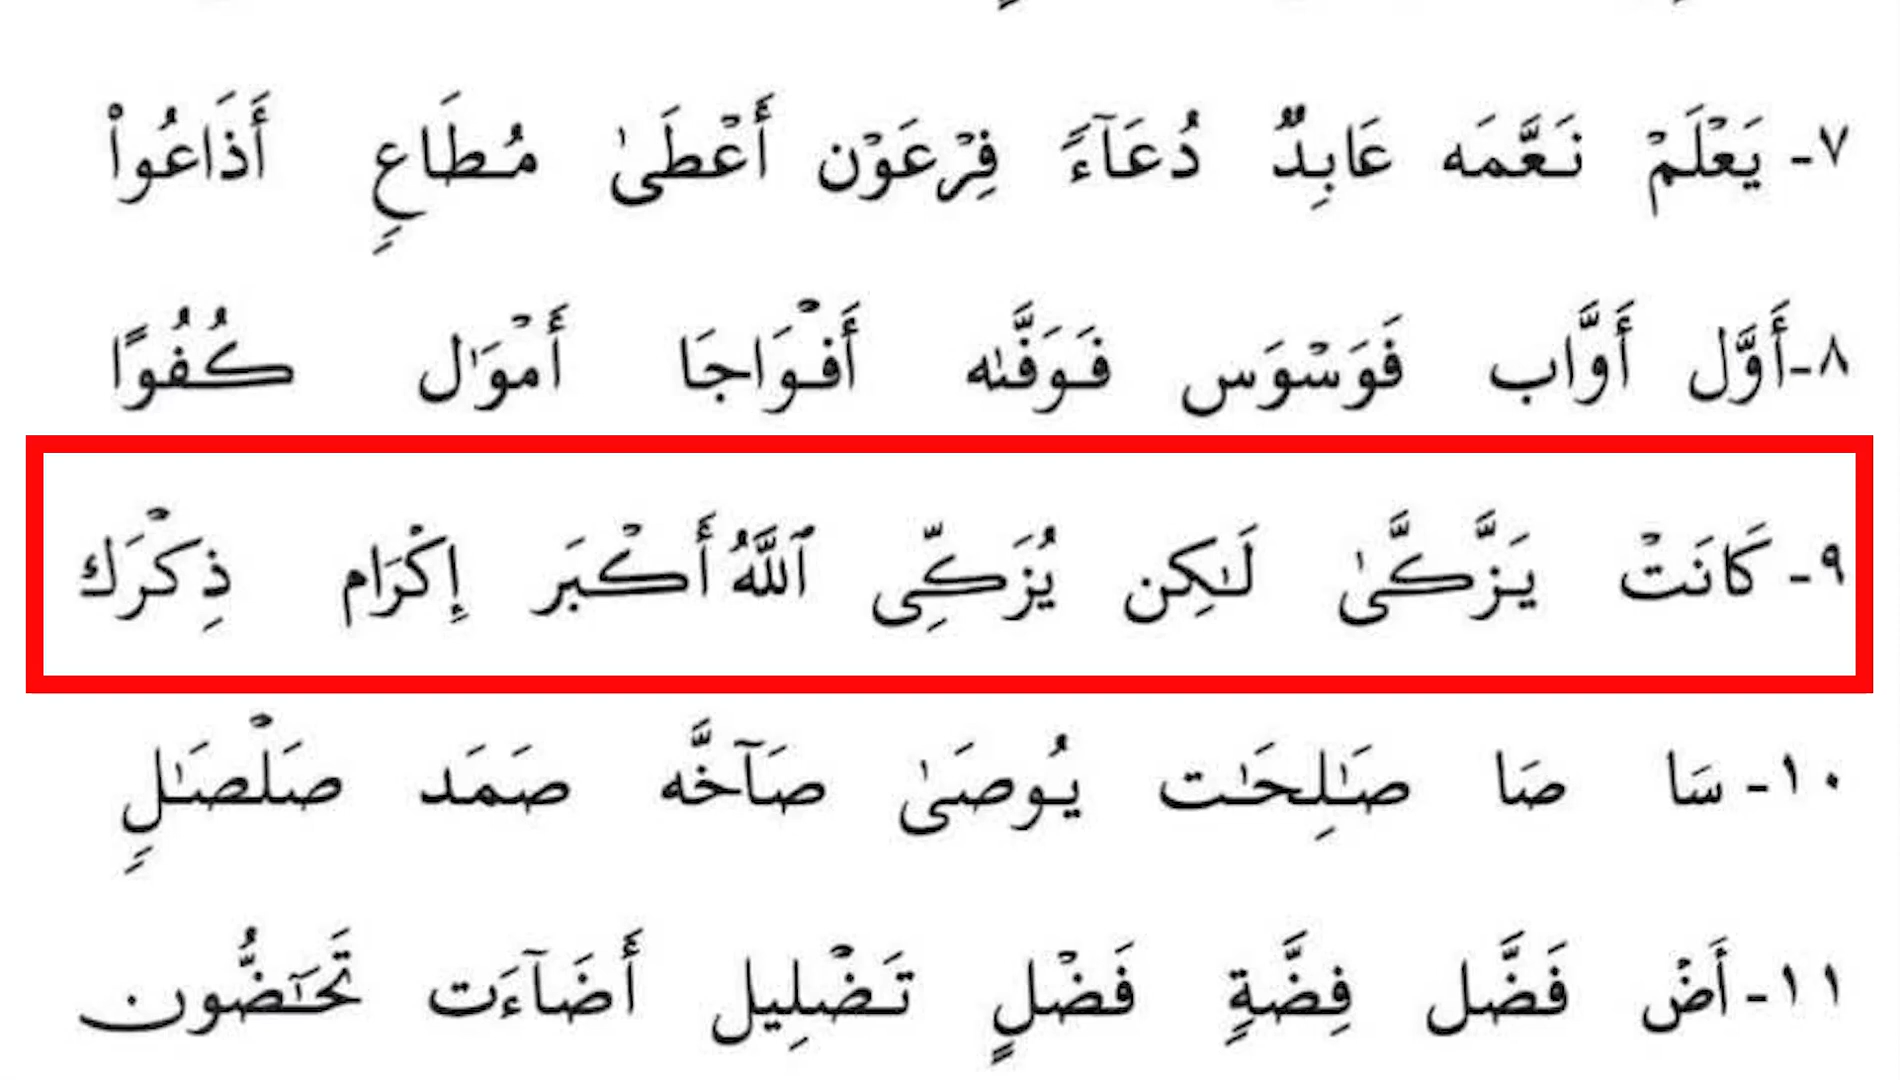 ٧- يَعْلَمْ نَعَّمَه عَابِدٌ دُعَآءً فِرْعَوْن أَعْطَىٰ مُطَاعٍ أَذَاعُواْ
٨- أَوَّل أَوَّاب فَوَسْوَس فَوَفَّىٰه أَفْوَاجَا أَمْوَٰل كُفُوًا
٩- كَانَتْ يَزَّكَّىٰ لَٰكِن يُزَكِّى ٱللَّهُ أَكْبَر إِكْرَام ذِكْرَك
١٠- سَا صَا صَٰلِحَٰت يُوصَىٰ صَآخَّه صَمَد صَلْصَٰلٍ
١١- أَضْ فَضَّل فِضَّةٍ فَضْلٍ تَضْلِيل أَضَآءَت تَحَٰٓضُّون